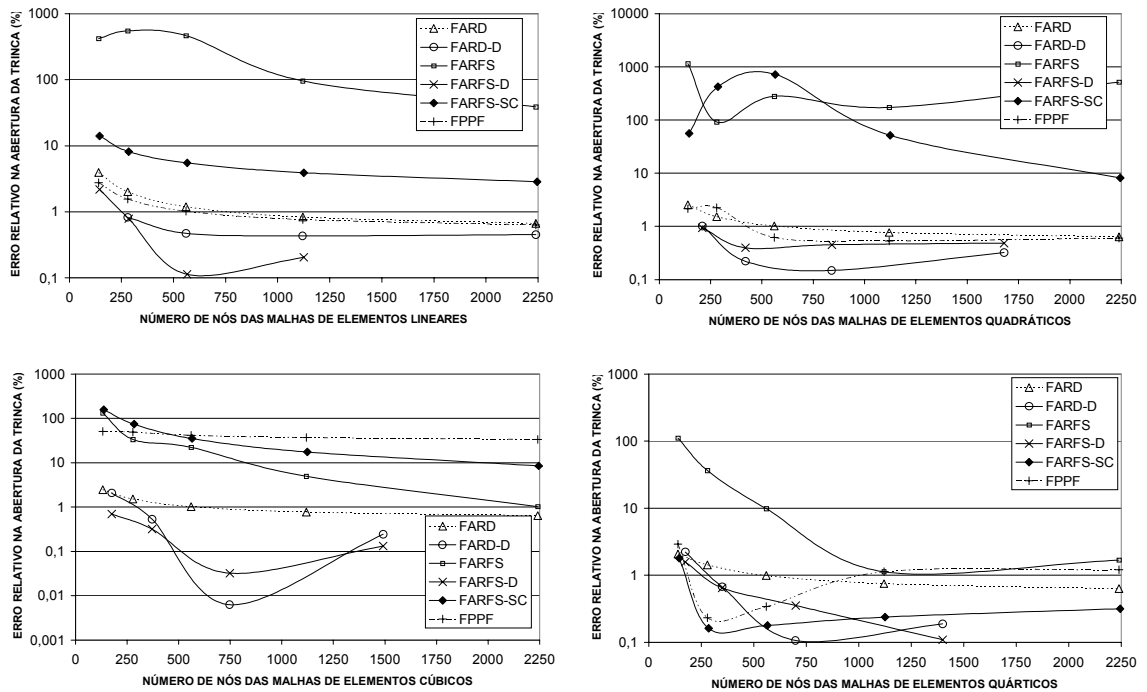 ERRO RELATIVO NA ABERTURA DA TRINCA (%)
1000
100
10
1
0,1
0 250 500 750 1000 1250 1500 1750 2000 2250
NÚMERO DE NÓS DAS MALHAS DE ELEMENTOS LINEARES
FARD
FARD-D
FARFS
FARFS-D
FARFS-SC
FPPF
ERRO RELATIVO NA ABERTURA DA TRINCA (%)
10000
1000
100
10
1
0,1
0 250 500 750 1000 1250 1500 1750 2000 2250
NÚMERO DE NÓS DAS MALHAS DE ELEMENTOS QUADRÁTICOS
FARD
FARD-D
FARFS
FARFS-D
FARFS-SC
FPPF
ERRO RELATIVO NA ABERTURA DA TRINCA (%)
1000
100
10
1
0,1
0,01
0,001
0 250 500 750 1000 1250 1500 1750 2000 2250
NÚMERO DE NÓS DAS MALHAS DE ELEMENTOS CÚBICOS
FARD
FARD-D
FARFS
FARFS-D
FARFS-SC
FPPF
ERRO RELATIVO NA ABERTURA DA TRINCA (%)
1000
100
10
1
0,1
0 250 500 750 1000 1250 1500 1750 2000 2250
NÚMERO DE NÓS DAS MALHAS DE ELEMENTOS QUÁRTICOS
FARD
FARD-D
FARFS
FARFS-D
FARFS-SC
FPPF